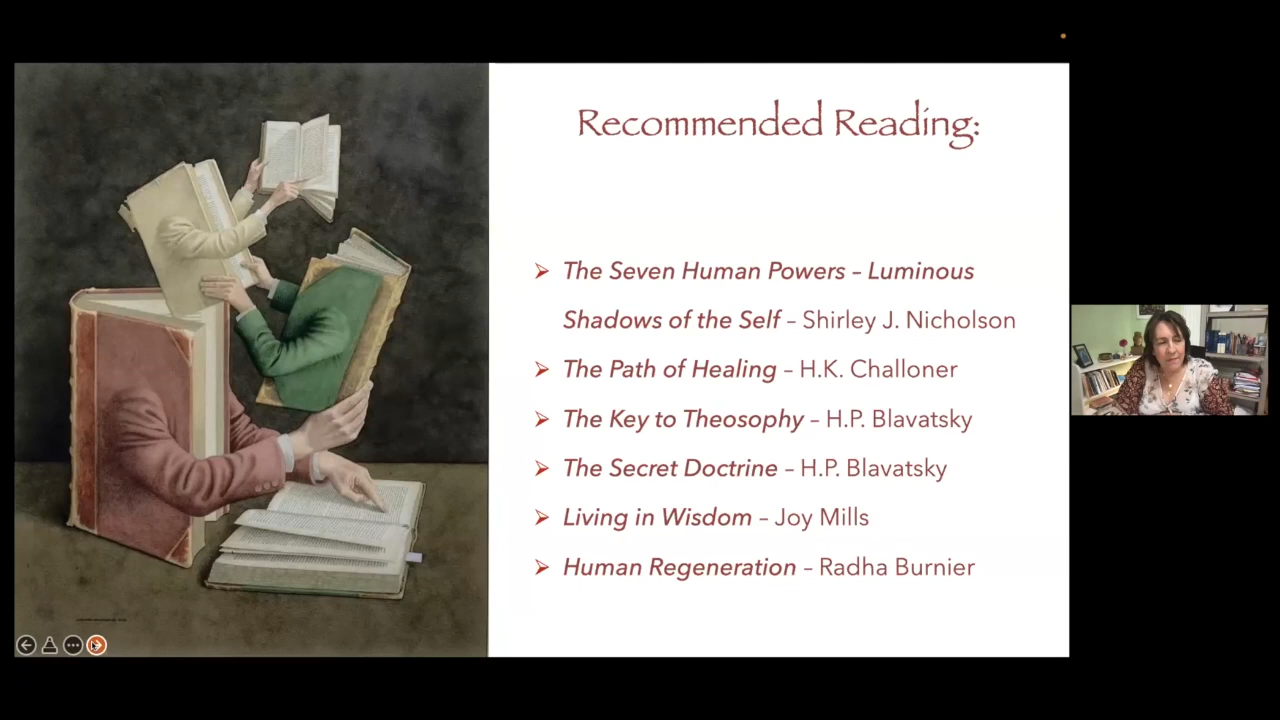 Recommended Reading:
➢ The Seven Human Powers – Luminous
Shadows of the Self – Shirley J. Nicholson
➢ The Path of Healing – H.K. Challoner
➢ The Key to Theosophy – H.P. Blavatsky
➢ The Secret Doctrine – H.P. Blavatsky
➢ Living in Wisdom – Joy Mills
➢ Human Regeneration – Radha Burnier